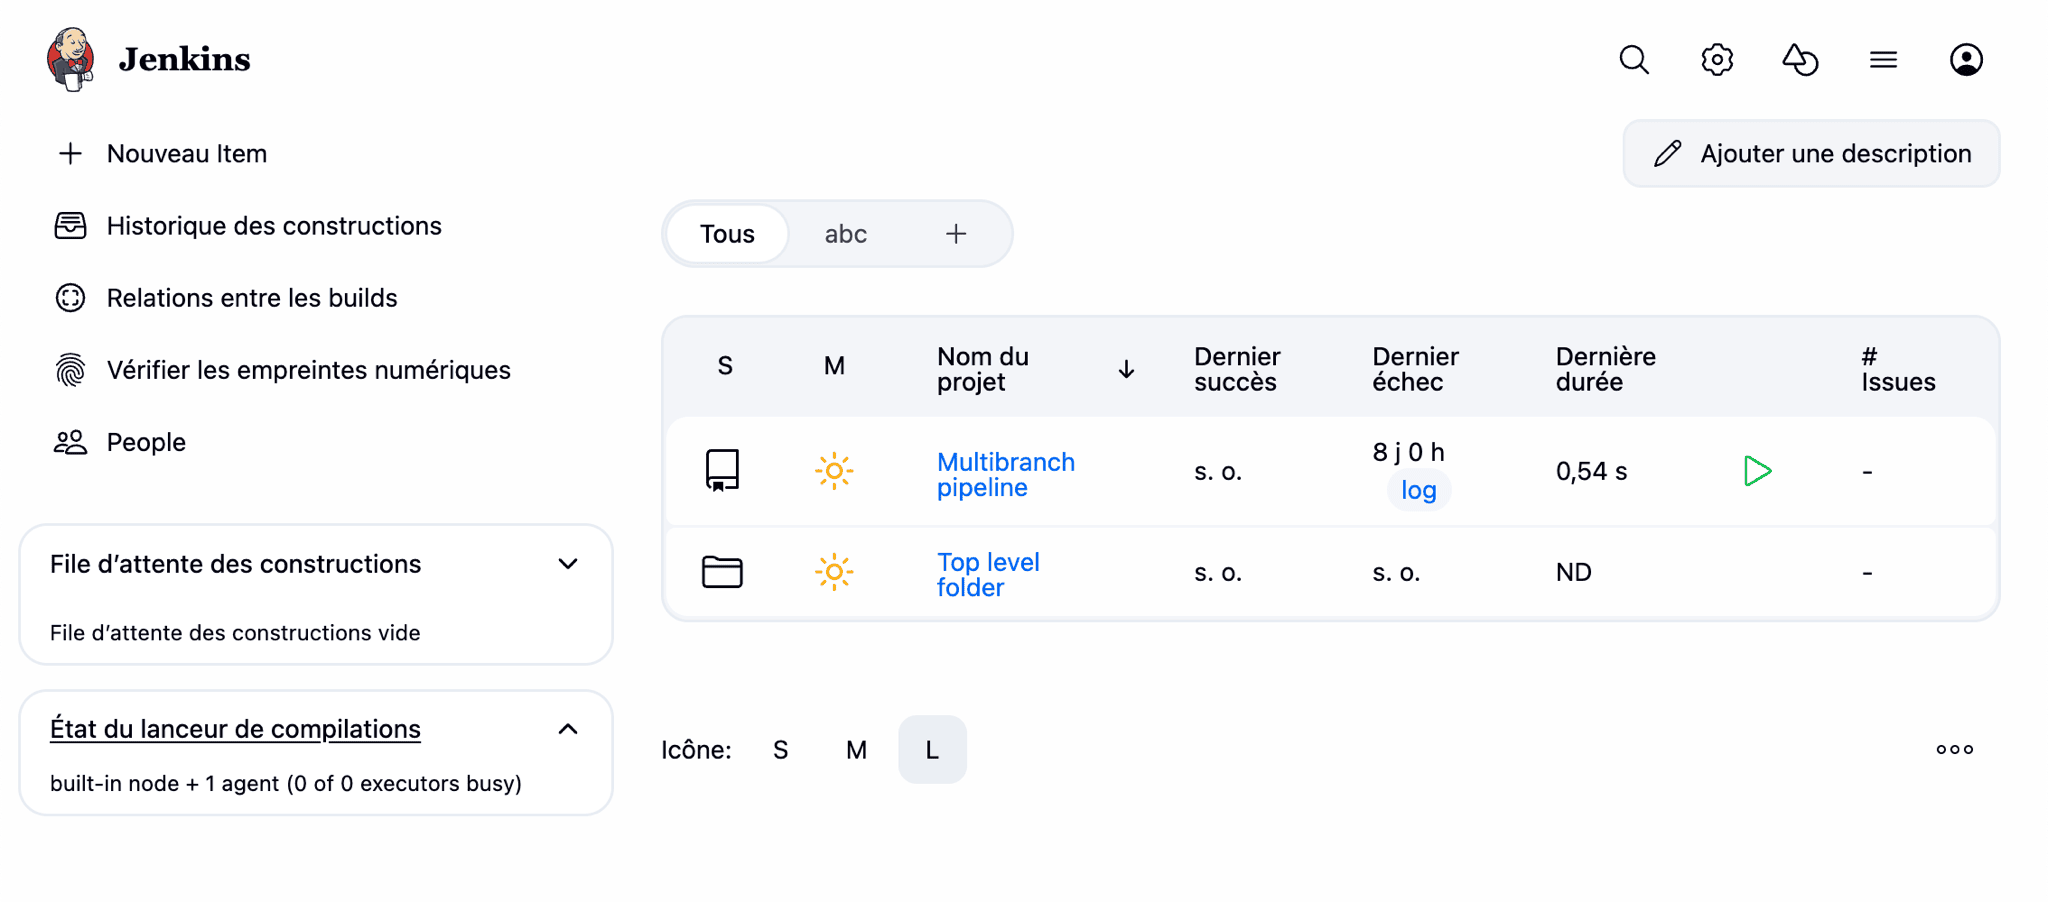 Jenkins
Nouveau Item
Historique des constructions
Relations entre les builds
Vérifier les empreintes numériques
People
File d’attente des constructions
File d’attente des constructions vide
État du lanceur de compilations
built-in node + 1 agent (0 of 0 executors busy)
Ajouter une description
Tous abc +
S M Nom du projet ↓ Dernier succès Dernier échec Dernière durée # Issues
Multibranch pipeline s. o. 8 j 0 h log 0,54 s -
Top level folder s. o. s. o. ND -
Icône: S M L